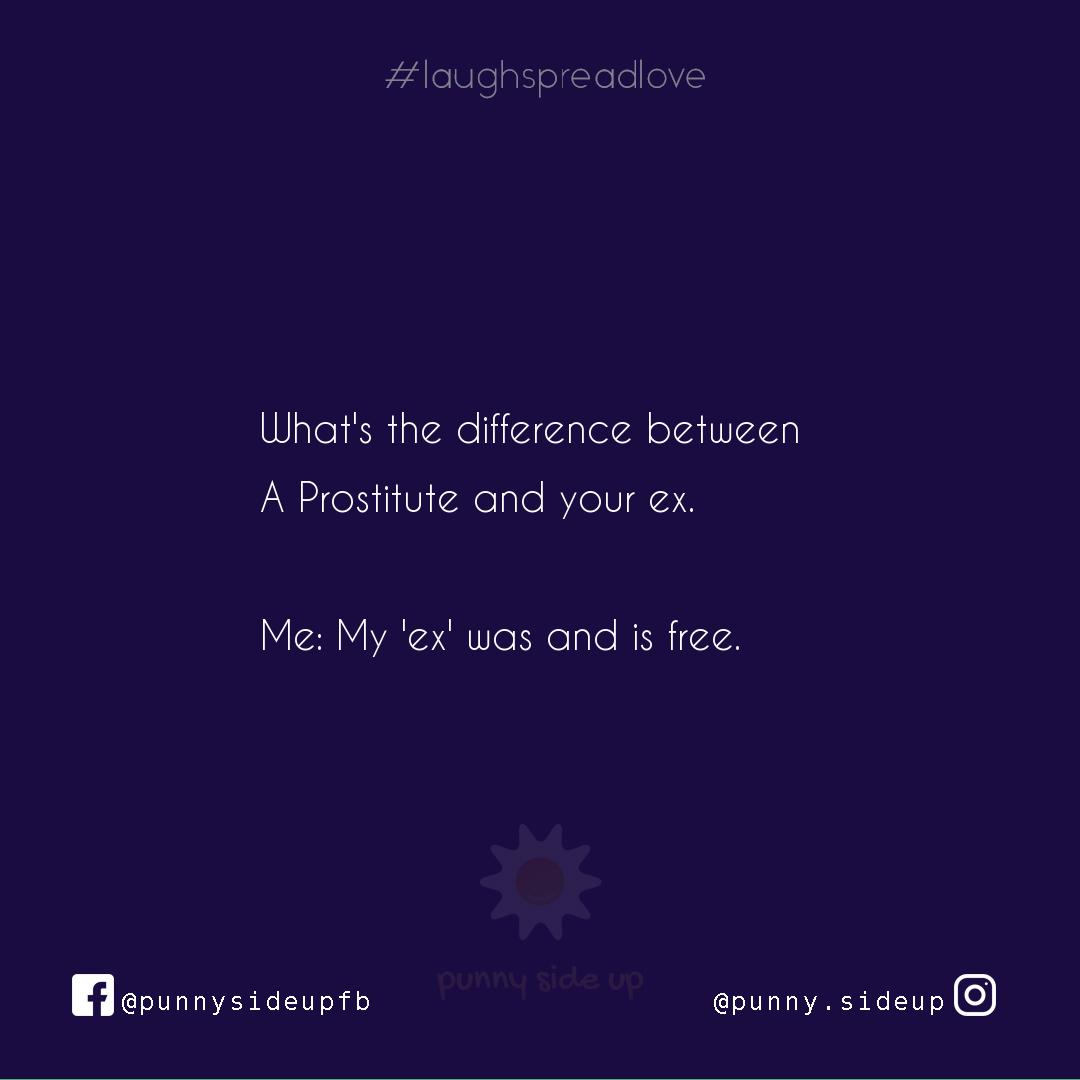 #laughspreadlove
What's the difference between
A Prostitute and your ex.
Me: My 'ex' was and is free.
punny side up
@punnysideupfb
@punny.sideup